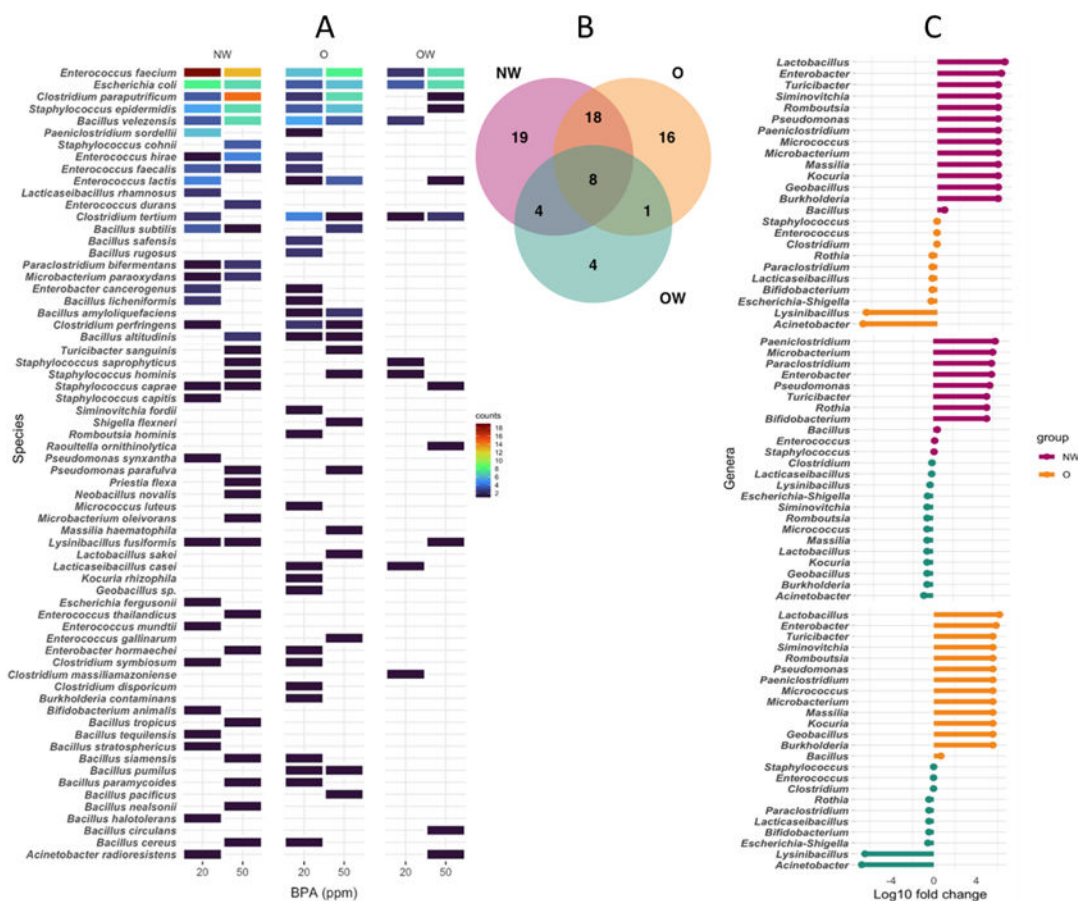 A
B
C
NW
O
OW
Species
Enterococcus faecium
Escherichia coli
Clostridium paraputrificum
Staphylococcus epidermidis
Bacillus velezensis
Paeniclostridium sordellii
Staphylococcus cohnii
Enterococcus hirae
Enterococcus faecalis
Enterococcus lactis
Lacticaseibacillus rhamnosus
Enterococcus durans
Clostridium tertium
Bacillus subtilis
Bacillus safensis
Bacillus rugosus
Paraclostridium bifermentans
Microbacterium paraoxydans
Enterobacter cancerogenus
Bacillus licheniformis
Bacillus amyloliquefaciens
Clostridium perfringens
Bacillus altitudinis
Turicibacter sanguinis
Staphylococcus saprophyticus
Staphylococcus hominis
Staphylococcus caprae
Staphylococcus capitis
Siminovitchia fordii
Shigella flexneri
Romboutsia hominis
Raoultella ornithinolytica
Pseudomonas synxantha
Pseudomonas parafulva
Priestia flexa
Neobacillus novalis
Micrococcus luteus
Microbacterium oleivorans
Massilia haematophila
Lysinibacillus fusiformis
Lactobacillus sakei
Lacticaseibacillus casei
Kocuria rhizophila
Geobacillus sp.
Escherichia fergusonii
Enterococcus thailandicus
Enterococcus mundtii
Enterococcus gallinarum
Enterobacter hormaechei
Clostridium symbiosum
Clostridium massiliamazoniense
Clostridium disporicum
Burkholderia contaminans
Bifidobacterium animalis
Bacillus tropicus
Bacillus tequilensis
Bacillus stratosphericus
Bacillus siamensis
Bacillus pumilus
Bacillus paramycoides
Bacillus pacificus
Bacillus nealsonii
Bacillus halotolerans
Bacillus circulans
Bacillus cereus
Acinetobacter radioresistens
20 50 20 50 20 50
BPA (ppm)
counts
18
16
14
12
10
8
6
4
2
NW
O
18
19
16
8
4
1
4
OW
Genera
Lactobacillus
Enterobacter
Turicibacter
Siminovitchia
Romboutsia
Pseudomonas
Paeniclostridium
Micrococcus
Microbacterium
Massilia
Kocuria
Geobacillus
Burkholderia
Bacillus
Staphylococcus
Enterococcus
Clostridium
Rothia
Paraclostridium
Lacticaseibacillus
Bifidobacterium
Escherichia-Shigella
Lysinibacillus
Acinetobacter
Paeniclostridium
Microbacterium
Paraclostridium
Enterobacter
Pseudomonas
Turicibacter
Rothia
Bifidobacterium
Bacillus
Enterococcus
Staphylococcus
Clostridium
Lacticaseibacillus
Lysinibacillus
Escherichia-Shigella
Siminovitchia
Romboutsia
Micrococcus
Massilia
Lactobacillus
Kocuria
Geobacillus
Burkholderia
Acinetobacter
Lactobacillus
Enterobacter
Turicibacter
Siminovitchia
Romboutsia
Pseudomonas
Paeniclostridium
Micrococcus
Microbacterium
Massilia
Kocuria
Geobacillus
Burkholderia
Bacillus
Staphylococcus
Enterococcus
Clostridium
Rothia
Paraclostridium
Lacticaseibacillus
Bifidobacterium
Escherichia-Shigella
Lysinibacillus
Acinetobacter
-4 0 4
Log10 fold change
group
NW
O